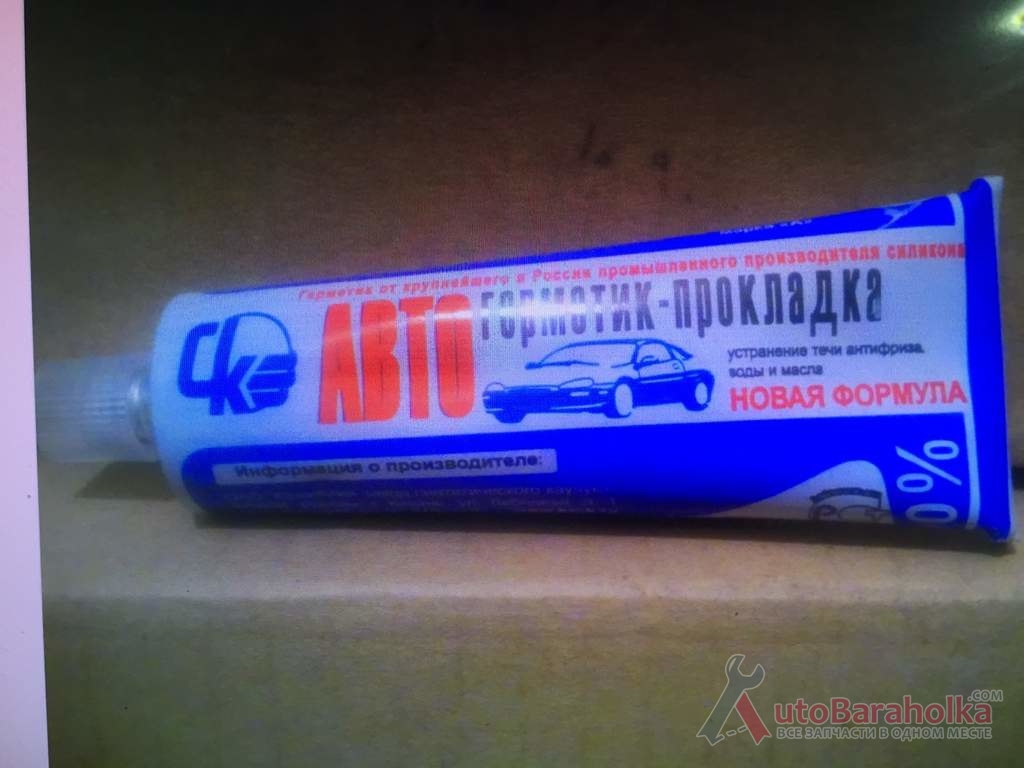 Герметик от крупнейшего в России промышленного производителя силикона
СК
АВТО герметик-прокладка
устранение течи антифриза,
воды и масла
НОВАЯ ФОРМУЛА
Информация о производителе:
0%
AutoBaraholka.COM
ВСЕ ЗАПЧАСТИ В ОДНОМ МЕСТЕ